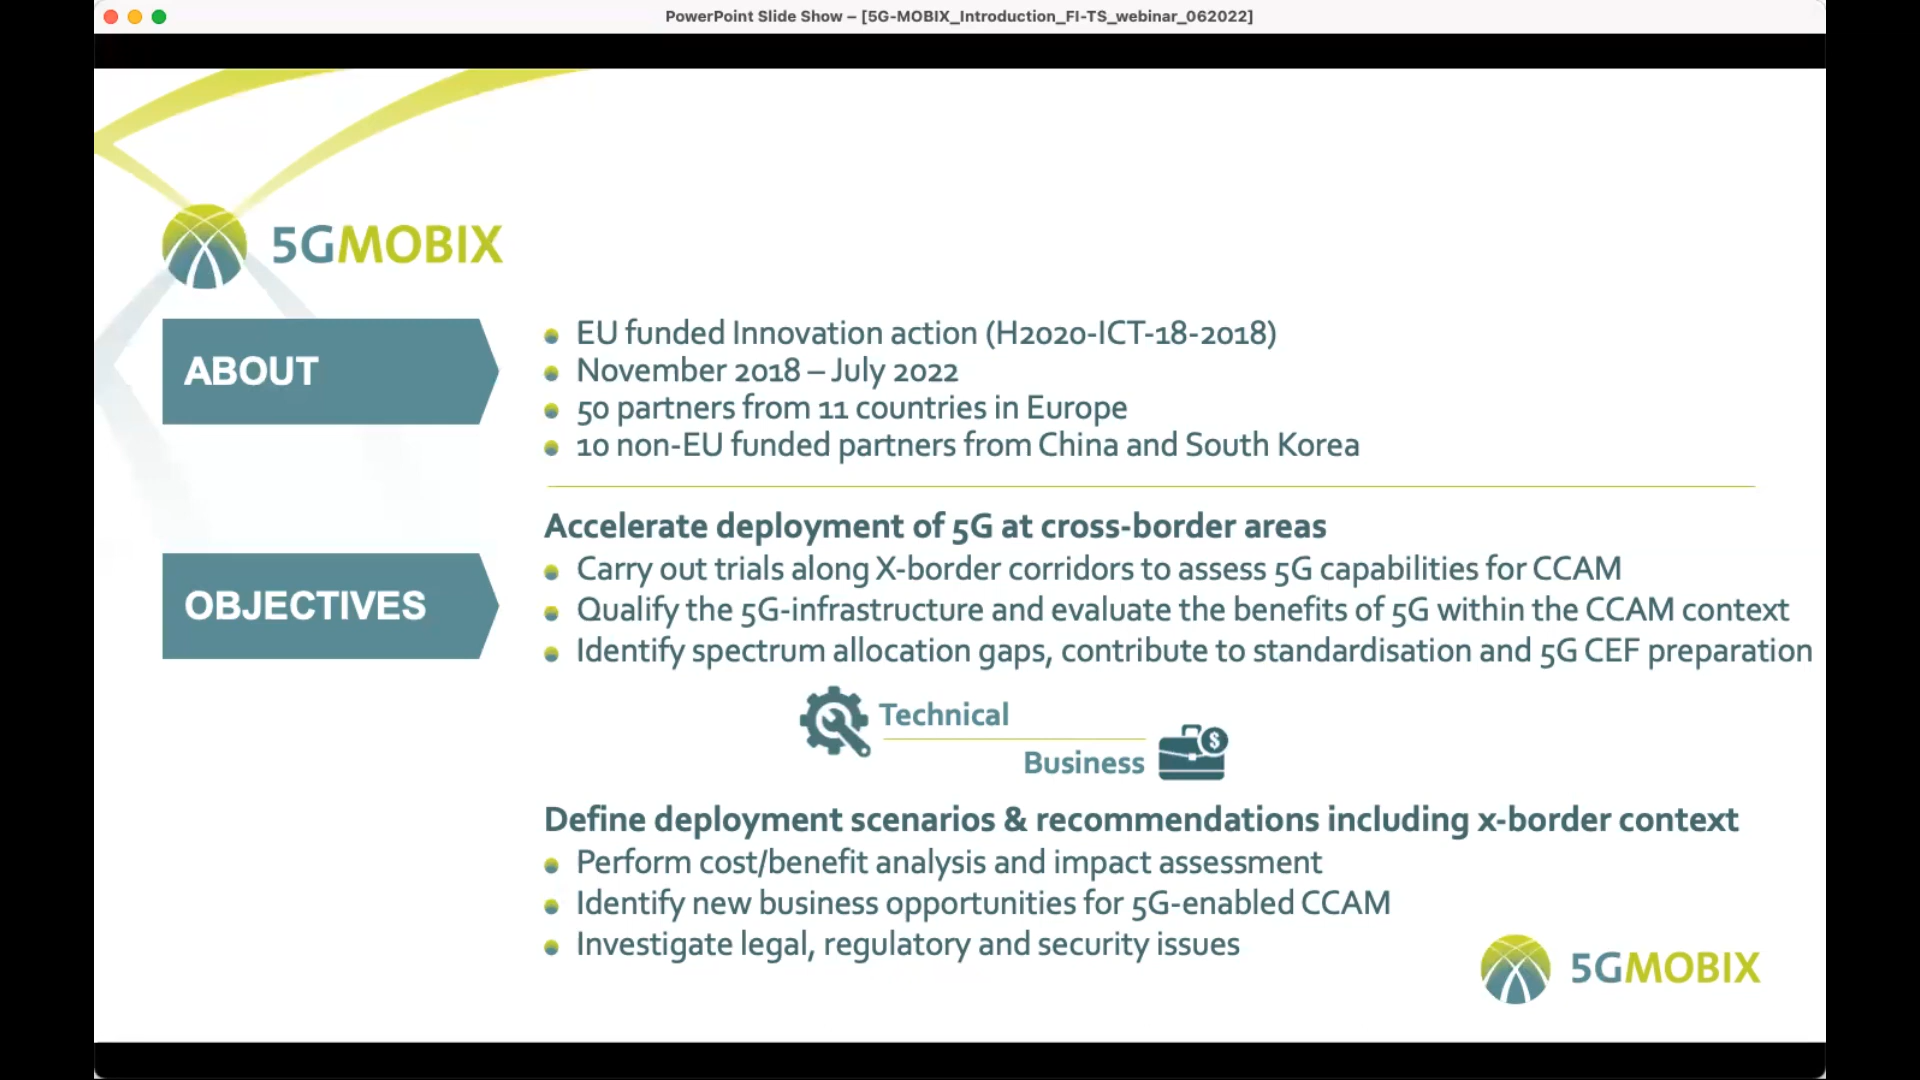 PowerPoint Slide Show – [5G-MOBIX_Introduction_FI-TS_webinar_062022]
5GMOBIX
ABOUT
EU funded Innovation action (H2020-ICT-18-2018)
November 2018 – July 2022
50 partners from 11 countries in Europe
10 non-EU funded partners from China and South Korea
OBJECTIVES
Accelerate deployment of 5G at cross-border areas
Carry out trials along X-border corridors to assess 5G capabilities for CCAM
Qualify the 5G-infrastructure and evaluate the benefits of 5G within the CCAM context
Identify spectrum allocation gaps, contribute to standardisation and 5G CEF preparation
Technical
$
Business
Define deployment scenarios & recommendations including x-border context
Perform cost/benefit analysis and impact assessment
Identify new business opportunities for 5G-enabled CCAM
Investigate legal, regulatory and security issues
5GMOBIX